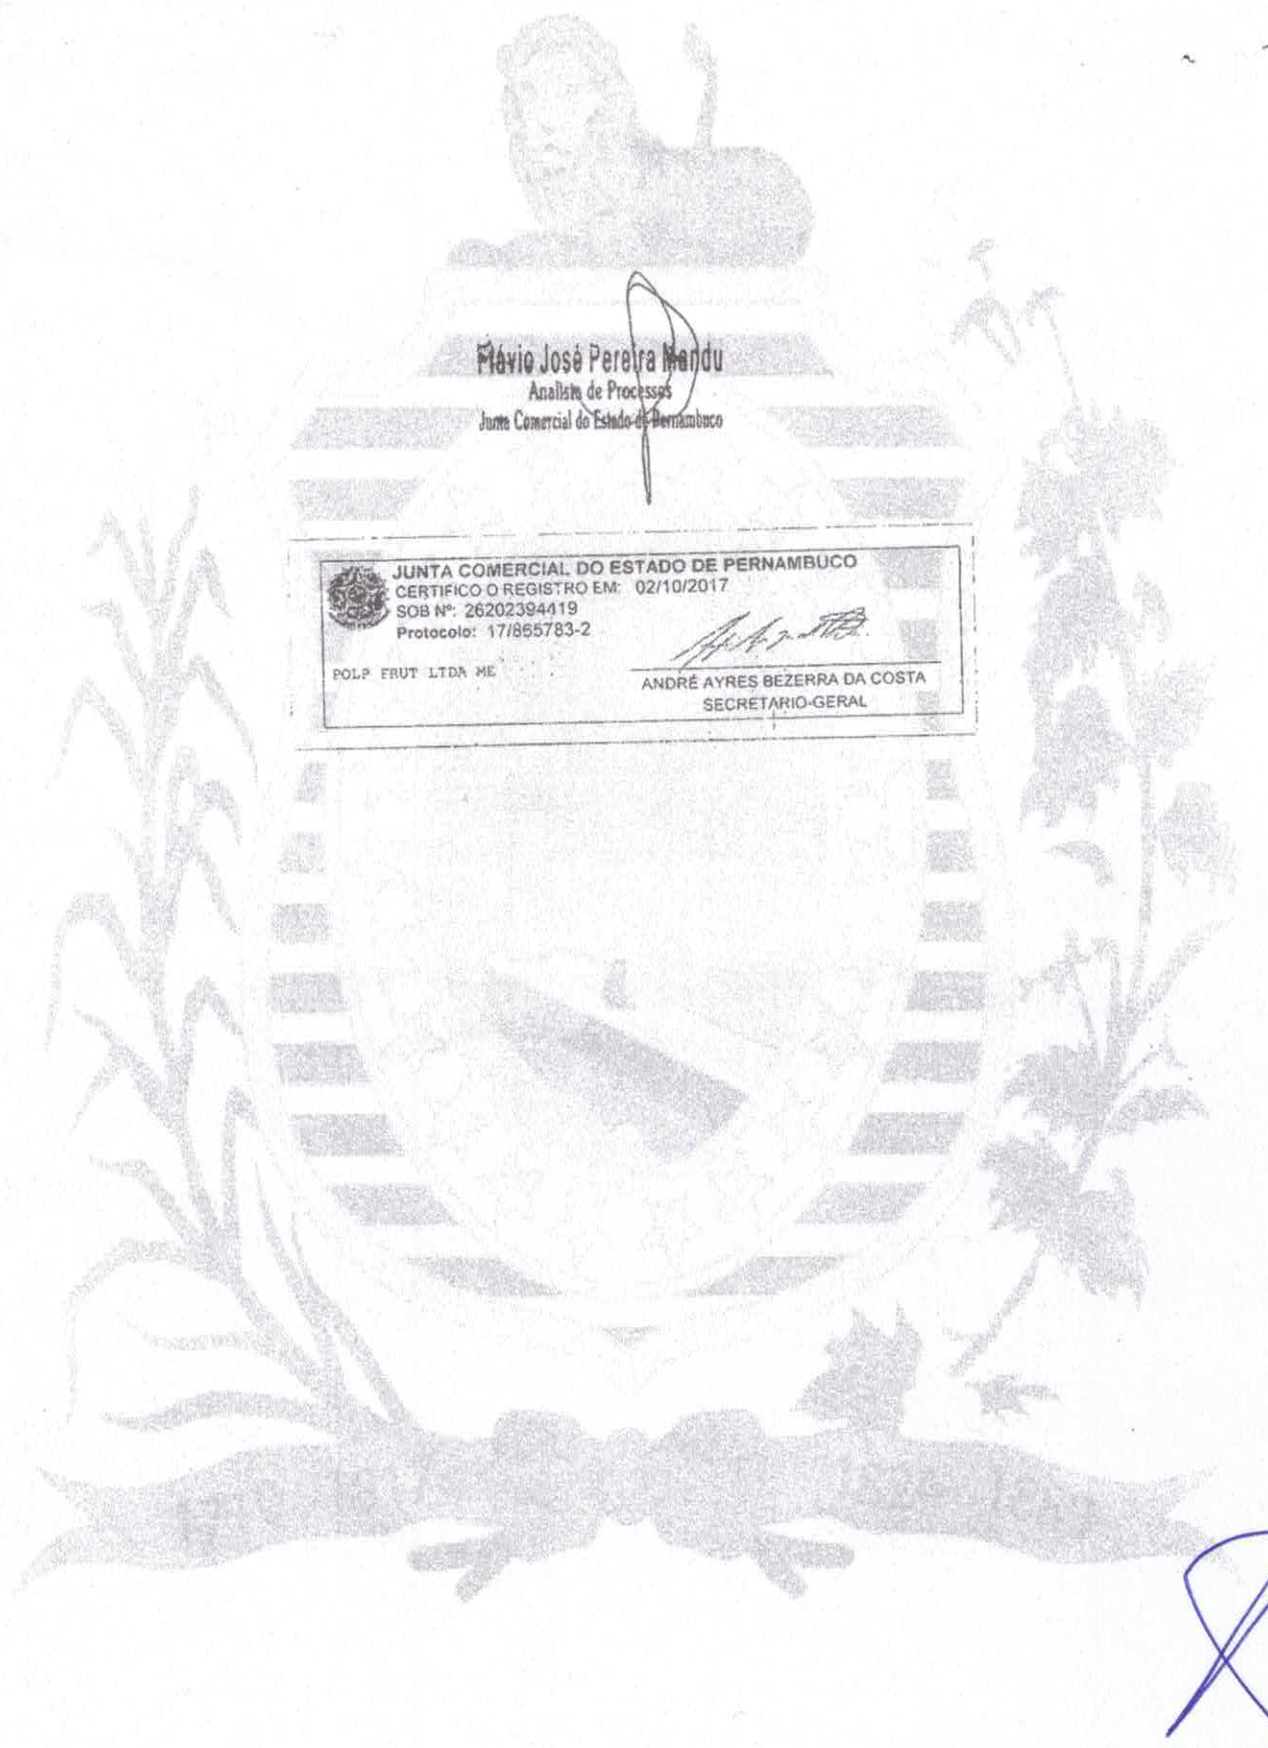 Flávio José Pereira Mandu
Analista de Processos
Junta Comercial do Estado de Pernambuco
JUNTA COMERCIAL DO ESTADO DE PERNAMBUCO
CERTIFICO O REGISTRO EM: 02/10/2017
SOB Nº: 26202394419
Protocolo: 17/865783-2
POLP FRUT LTDA ME
ANDRÉ AYRES BEZERRA DA COSTA
SECRETARIO-GERAL